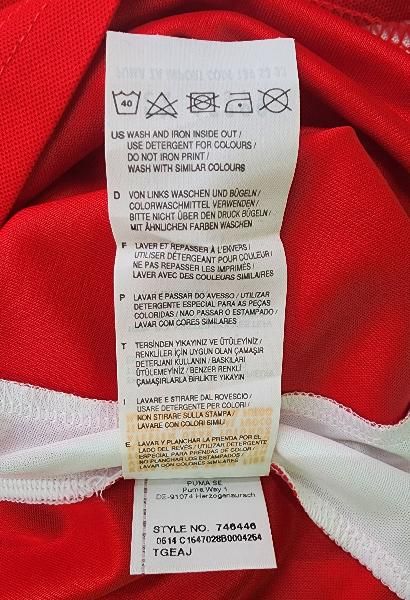 40
US WASH AND IRON INSIDE OUT /
USE DETERGENT FOR COLOURS /
DO NOT IRON PRINT /
WASH WITH SIMILAR COLOURS
D VON LINKS WASCHEN UND BÜGELN /
COLORWASCHMITTEL VERWENDEN /
BITTE NICHT ÜBER DEN DRUCK BÜGELN /
MIT ÄHNLICHEN FARBEN WASCHEN
F LAVER ET REPASSER À L'ENVERS /
UTILISER DÉTERGEANT POUR COULEUR /
NE PAS REPASSER LES IMPRIMÉS /
LAVER AVEC DES COULEURS SIMILAIRES
P LAVAR E PASSAR DO AVESSO / UTILIZAR
DETERGENTE ESPECIAL PARA AS PEÇAS
COLORIDAS / NAO PASSAR O ESTAMPADO /
LAVAR COM CORES SIMILARES
T TERSINDEN YIKAYINIZ VE ÜTÜLEYİNİZ /
RENKLİLER İÇİN UYGUN OLAN ÇAMAŞIR
DETERJANI KULLANIN / BASKILARI
ÜTÜLEMEYİNİZ / BENZER RENKLİ
ÇAMAŞIRLARLA BİRLİKTE YIKAYIN
I LAVARE E STIRARE DAL ROVESCIO /
USARE DETERGENTE PER COLORI /
NON STIRARE SULLA STAMPA /
LAVARE CON COLORI SIMILI
E LAVAR Y PLANCHAR LA PRENDA POR EL
LADO DEL REVÉS / UTILIZAR DETERGENTE
ESPECIAL PARA PRENDAS DE COLOR /
NO PLANCHAR LOS ESTAMPADOS /
LAVAR CON COLORES SIMILARES
PUMA SE
Puma Way 1
DE-91074 Herzogenaurach
STYLE NO. 746446
0614 C1647028B0004254
TGEAJ